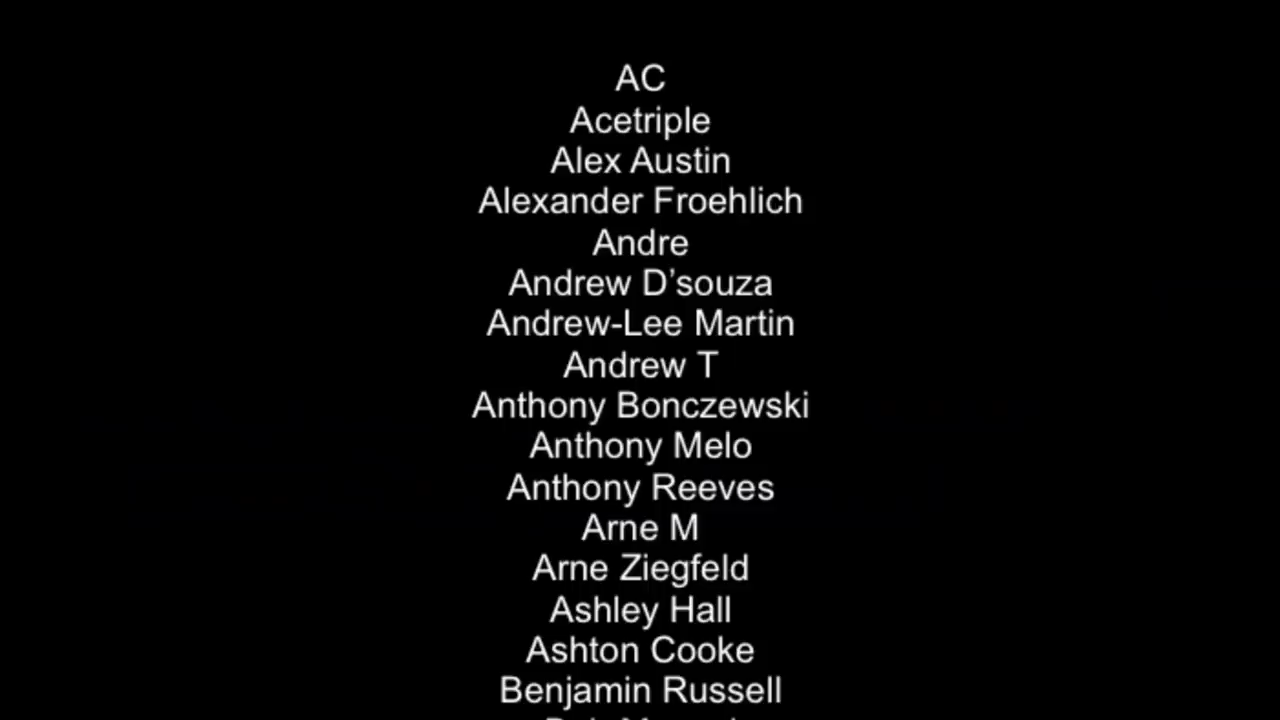 AC
Acetriple
Alex Austin
Alexander Froehlich
Andre
Andrew D’souza
Andrew-Lee Martin
Andrew T
Anthony Bonczewski
Anthony Melo
Anthony Reeves
Arne M
Arne Ziegfeld
Ashley Hall
Ashton Cooke
Benjamin Russell